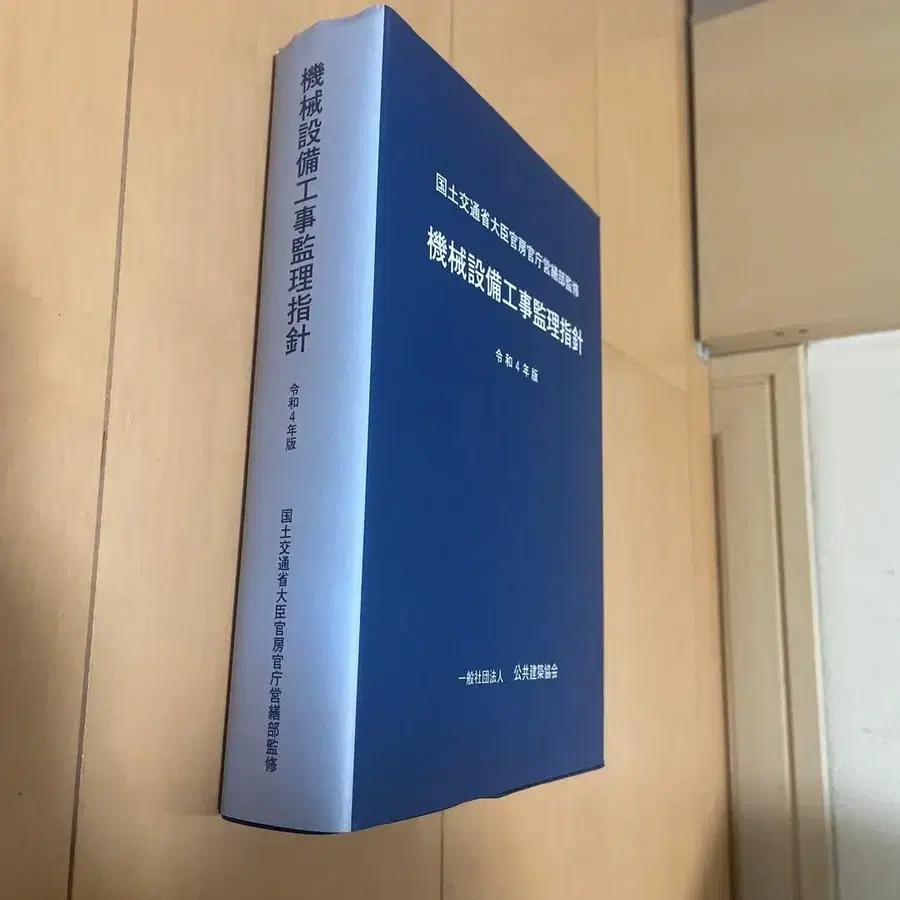 機械設備工事監理指針
令和4年版
国土交通省大臣官房官庁営繕部監修
国土交通省大臣官房官庁営繕部監修
機械設備工事監理指針
令和4年版
一般社団法人 公共建築協会